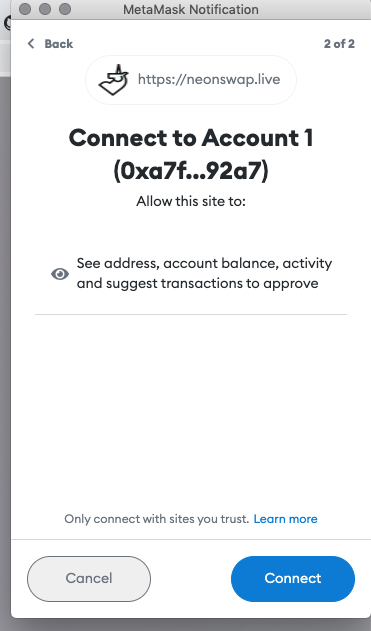 MetaMask Notification
Back
2 of 2
https://neonswap.live
Connect to Account 1
(0xa7f...92a7)
Allow this site to:
See address, account balance, activity
and suggest transactions to approve
Only connect with sites you trust. Learn more
Cancel
Connect